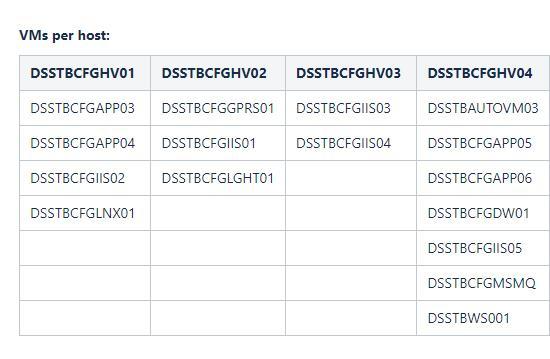 VMs per host:
DSSTBCFGHV01 DSSTBCFGHV02 DSSTBCFGHV03 DSSTBCFGHV04
DSSTBCFGAPP03 DSSTBCFGGPRS01 DSSTBCFGIIS03 DSSTBAUTOVM03
DSSTBCFGAPP04 DSSTBCFGIIS01 DSSTBCFGIIS04 DSSTBCFGAPP05
DSSTBCFGIIS02 DSSTBCFGLGHT01 DSSTBCFGAPP06
DSSTBCFGLNX01 DSSTBCFGDW01
DSSTBCFGIIS05
DSSTBCFGMSMQ
DSSTBWS001